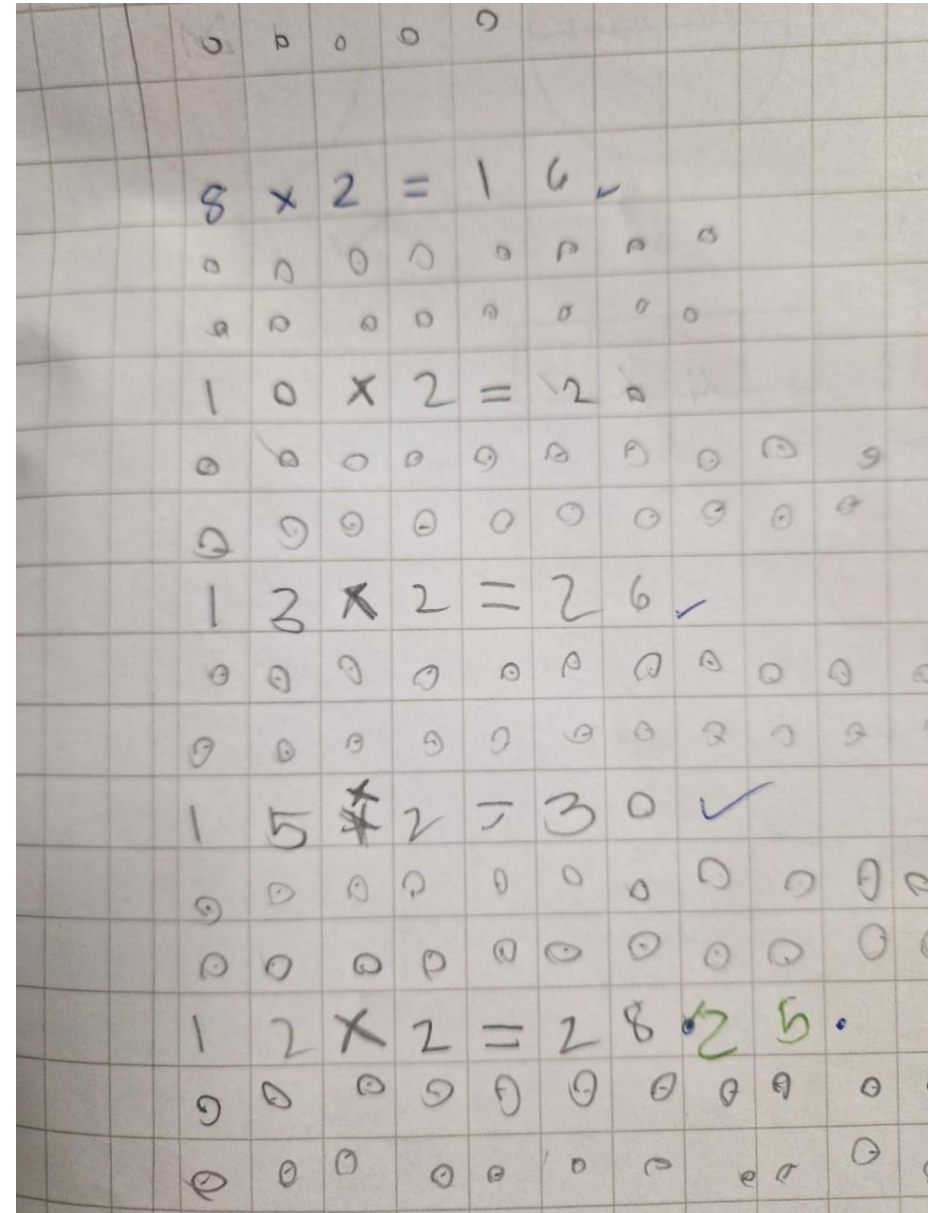 8 x 2 = 16
10 x 2 = 20
13 x 2 = 26
15 x 2 = 30
12 x 2 = 28 . 25 .